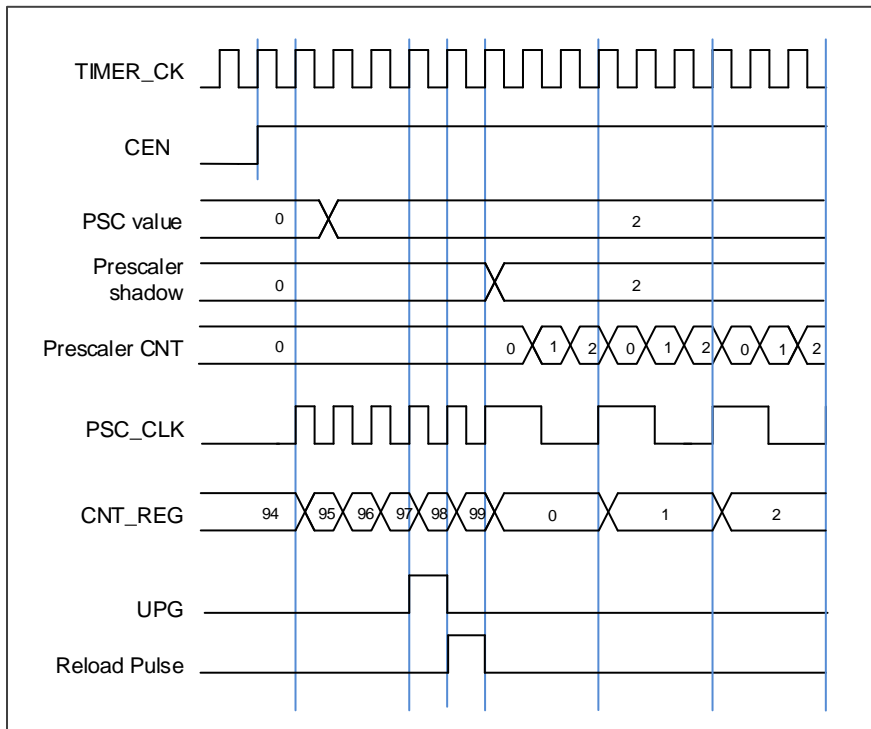 TIMER_CK
CEN
PSC value 0 2
Prescaler
shadow 0 2
Prescaler CNT 0 0 1 2 0 1 2 0 1 2
PSC_CLK
CNT_REG 94 95 96 97 98 99 0 1 2
UPG
Reload Pulse